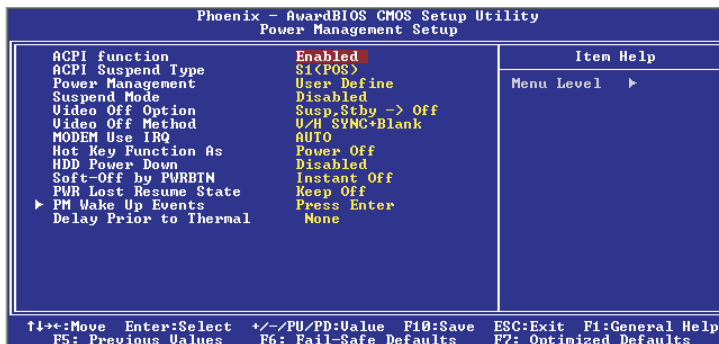 Phoenix - AwardBIOS CMOS Setup Utility
Power Management Setup
ACPI function Enabled
ACPI Suspend Type S1(POS)
Power Management User Define
Suspend Mode Disabled
Video Off Option Susp,Stby -> Off
Video Off Method V/H SYNC+Blank
MODEM Use IRQ AUTO
Hot Key Function As Power Off
HDD Power Down Disabled
Soft-Off by PWRBTN Instant Off
PWR Lost Resume State Keep Off
► PM Wake Up Events Press Enter
Delay Prior to Thermal None
Item Help
Menu Level ►
↑↓→←:Move Enter:Select +/-/PU/PD:Value F10:Save ESC:Exit F1:General Help
F5: Previous Values F6: Fail-Safe Defaults F7: Optimized Defaults